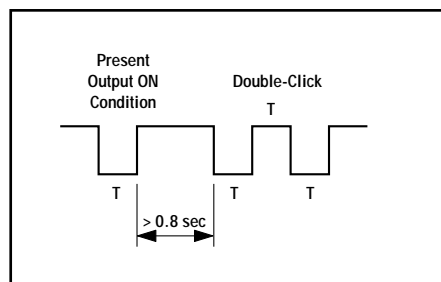 Present
Output ON
Condition
Double-Click
T
T
T
T
> 0.8 sec